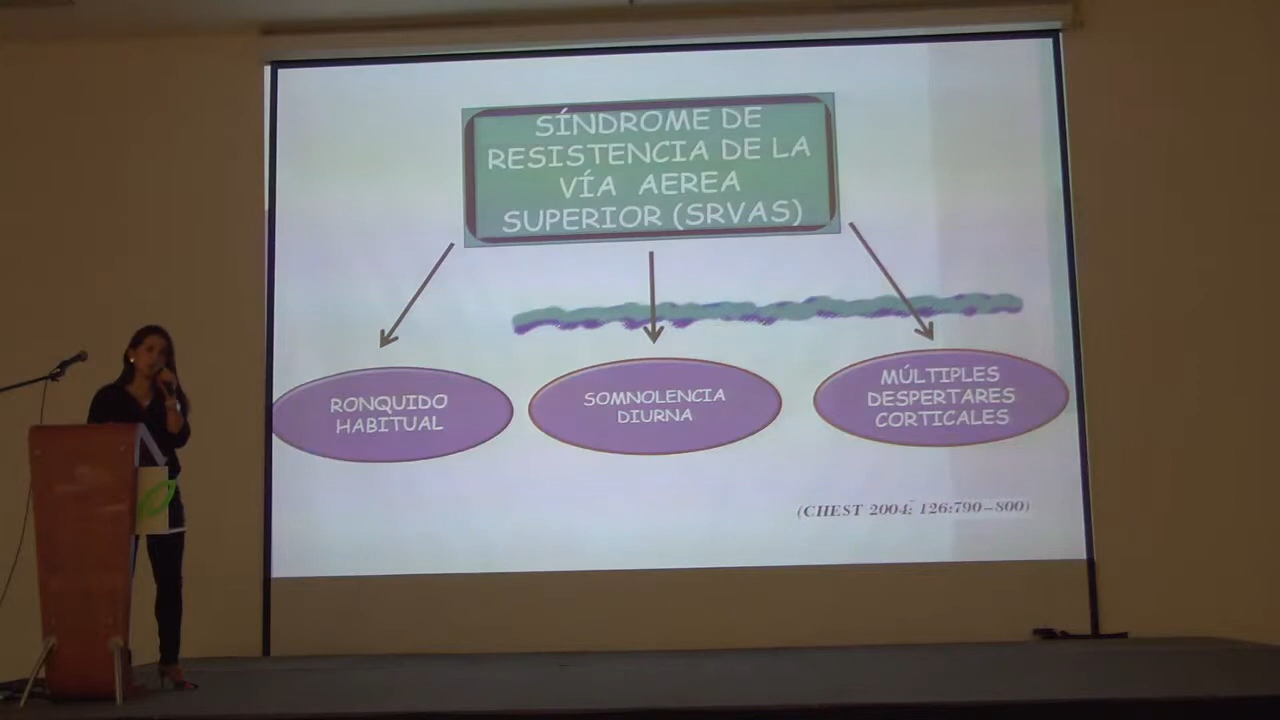 SÍNDROME DE
RESISTENCIA DE LA
VÍA AEREA
SUPERIOR (SRVAS)
RONQUIDO
HABITUAL
SOMNOLENCIA
DIURNA
MÚLTIPLES
DESPERTARES
CORTICALES
(CHEST 2004; 126:790–800)